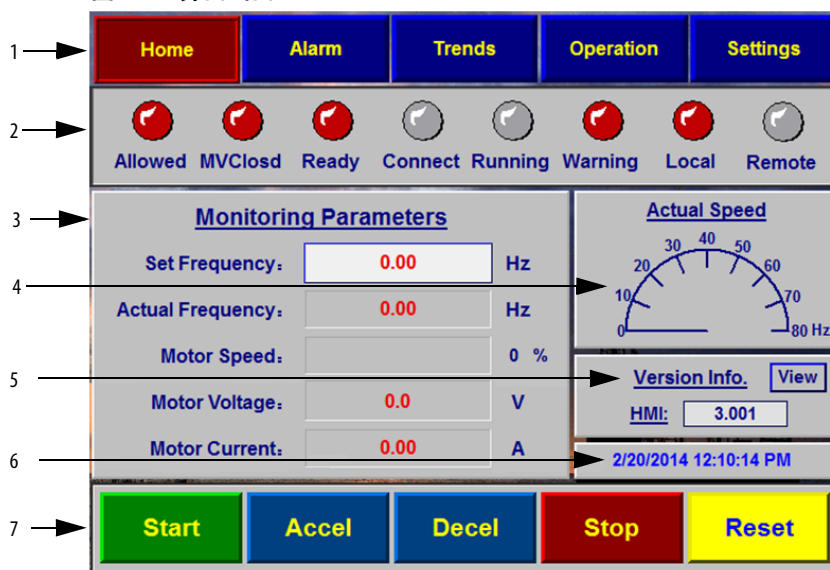 1
Home Alarm Trends Operation Settings
2
Allowed MVClosd Ready Connect Running Warning Local Remote
3
Monitoring Parameters
Set Frequency: 0.00 Hz
4
Actual Frequency: 0.00 Hz
Motor Speed: 0 %
Motor Voltage: 0.0 V
Motor Current: 0.00 A
Actual Speed
0 10 20 30 40 50 60 70 80 Hz
5
Version Info. View
HMI: 3.001
6
2/20/2014 12:10:14 PM
7
Start Accel Decel Stop Reset